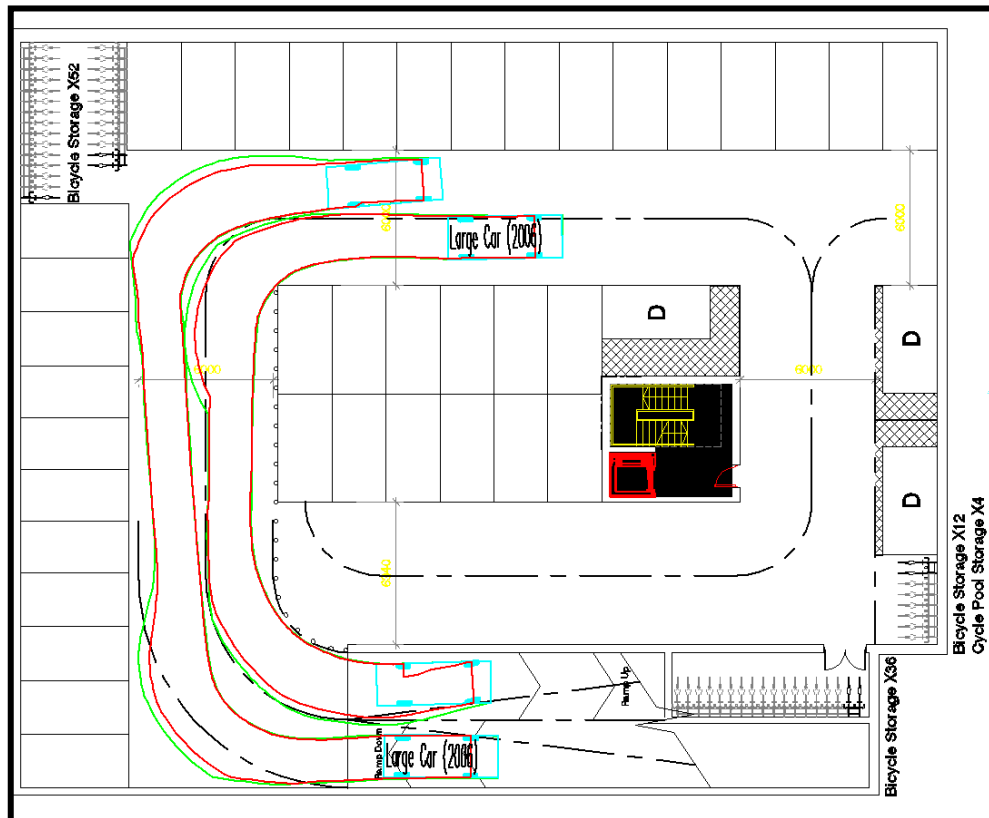 Bicycle Storage X52
6000
6000
Large Car (2006)
D
D
6000
6000
D
6040
Bicycle Storage X12
Cycle Pool Storage X4
Ramp Up
Bicycle Storage X36
Ramp Down
Large Car (2006)